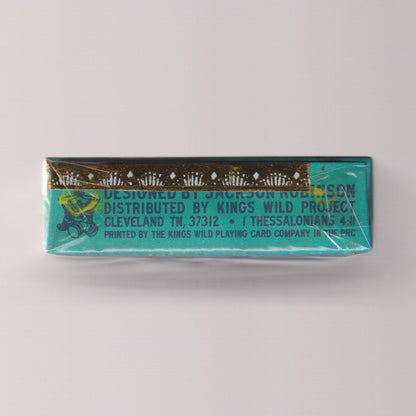 DESIGNED BY JACKSON ROBINSON
DISTRIBUTED BY KINGS WILD PROJECT
CLEVELAND TN, 37312 • 1 THESSALONIANS 4:11
PRINTED BY THE KINGS WILD PLAYING CARD COMPANY IN THE PRC